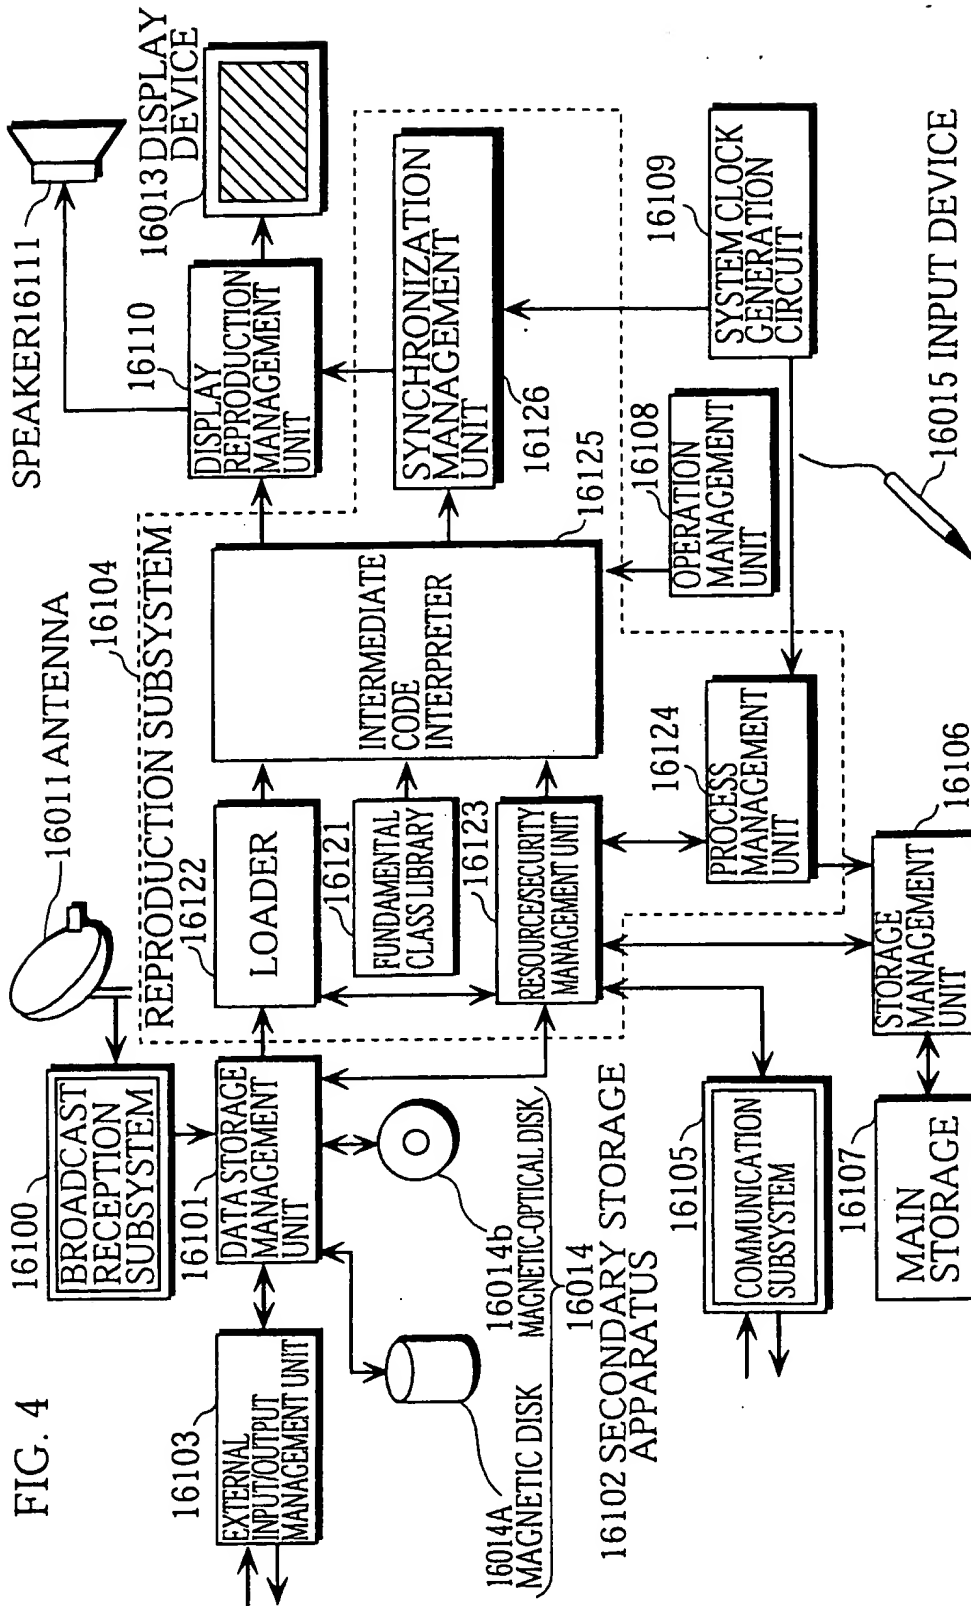 FIG. 4
16011 ANTENNA
SPEAKER16111
16100
BROADCAST
RECEPTION
SUBSYSTEM
REPRODUCTION SUBSYSTEM
16104
16110
DISPLAY
REPRODUCTION
MANAGEMENT
UNIT
16013 DISPLAY
DEVICE
16103
EXTERNAL
INPUT/OUTPUT
MANAGEMENT UNIT
16101
DATA STORAGE
MANAGEMENT
UNIT
16122
LOADER
16121
FUNDAMENTAL
CLASS LIBRARY
16123
RESOURCE/SECURITY
MANAGEMENT UNIT
INTERMEDIATE
CODE
INTERPRETER
16125
SYNCHRONIZATION
MANAGEMENT
UNIT
16126
16014A
MAGNETIC DISK
16014b
MAGNETIC-OPTICAL DISK
16014
16102 SECONDARY STORAGE
APPARATUS
16108
OPERATION
MANAGEMENT
UNIT
16109
SYSTEM CLOCK
GENERATION
CIRCUIT
16124
PROCESS
MANAGEMENT
UNIT
16105
COMMUNICATION
SUBSYSTEM
16106
STORAGE
MANAGEMENT
UNIT
16107
MAIN
STORAGE
16015 INPUT DEVICE